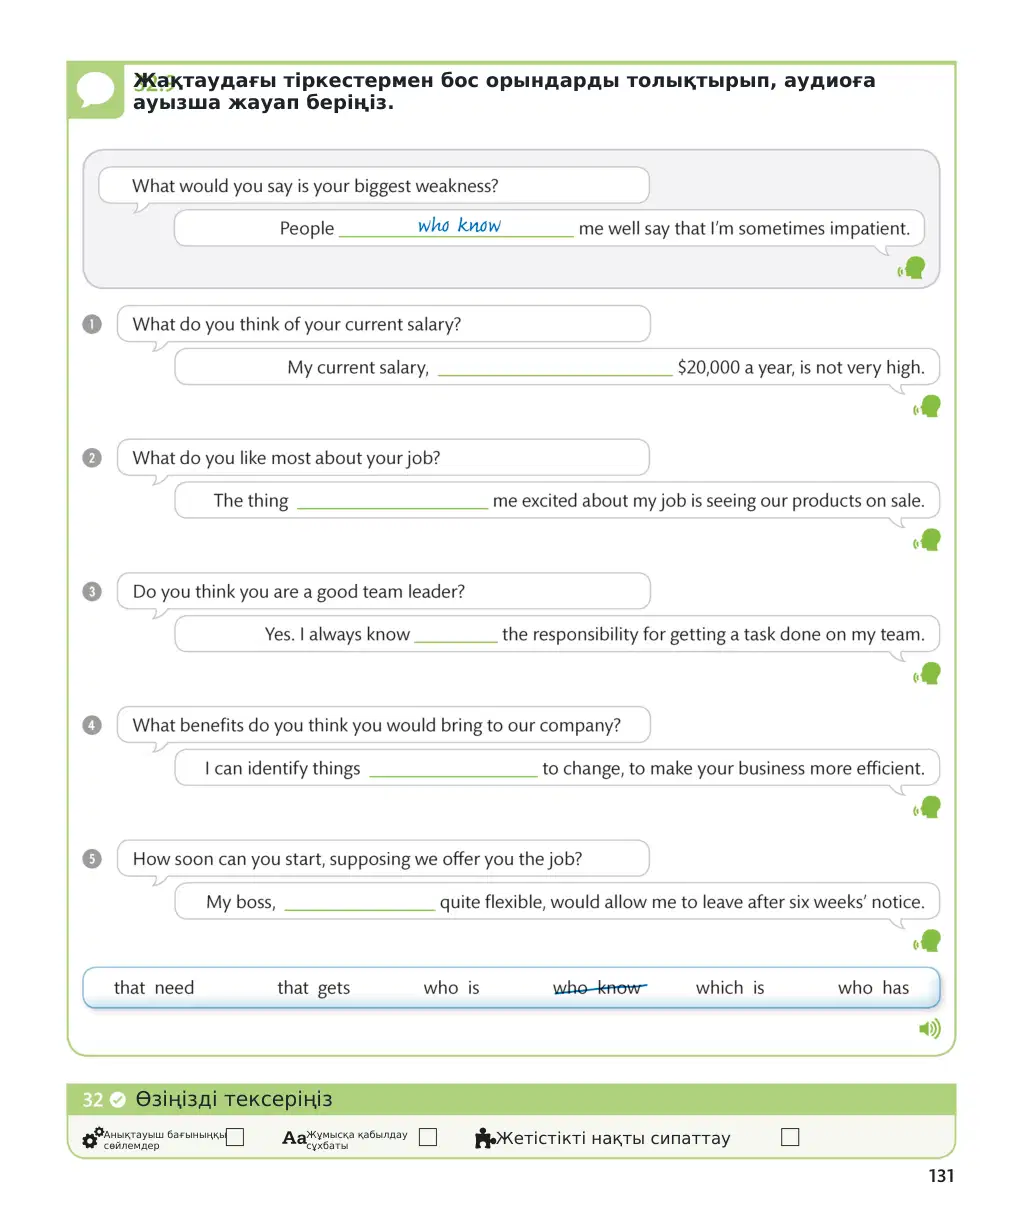 32.9
Жақтаудағы тіркестермен бос орындарды толықтырып, аудиоға
ауызша жауап беріңіз.
What would you say is your biggest weakness?
People who know me well say that I'm sometimes impatient.
1 What do you think of your current salary?
My current salary, $20,000 a year, is not very high.
2 What do you like most about your job?
The thing me excited about my job is seeing our products on sale.
3 Do you think you are a good team leader?
Yes. I always know the responsibility for getting a task done on my team.
4 What benefits do you think you would bring to our company?
I can identify things to change, to make your business more efficient.
5 How soon can you start, supposing we offer you the job?
My boss, quite flexible, would allow me to leave after six weeks' notice.
that need that gets who is who know which is who has
32 Өзіңізді тексеріңіз
Анықтауыш бағыныңқы
сөйлемдер
Aa Жұмысқа қабылдау
сұхбаты
Жетістікті нақты сипаттау
131